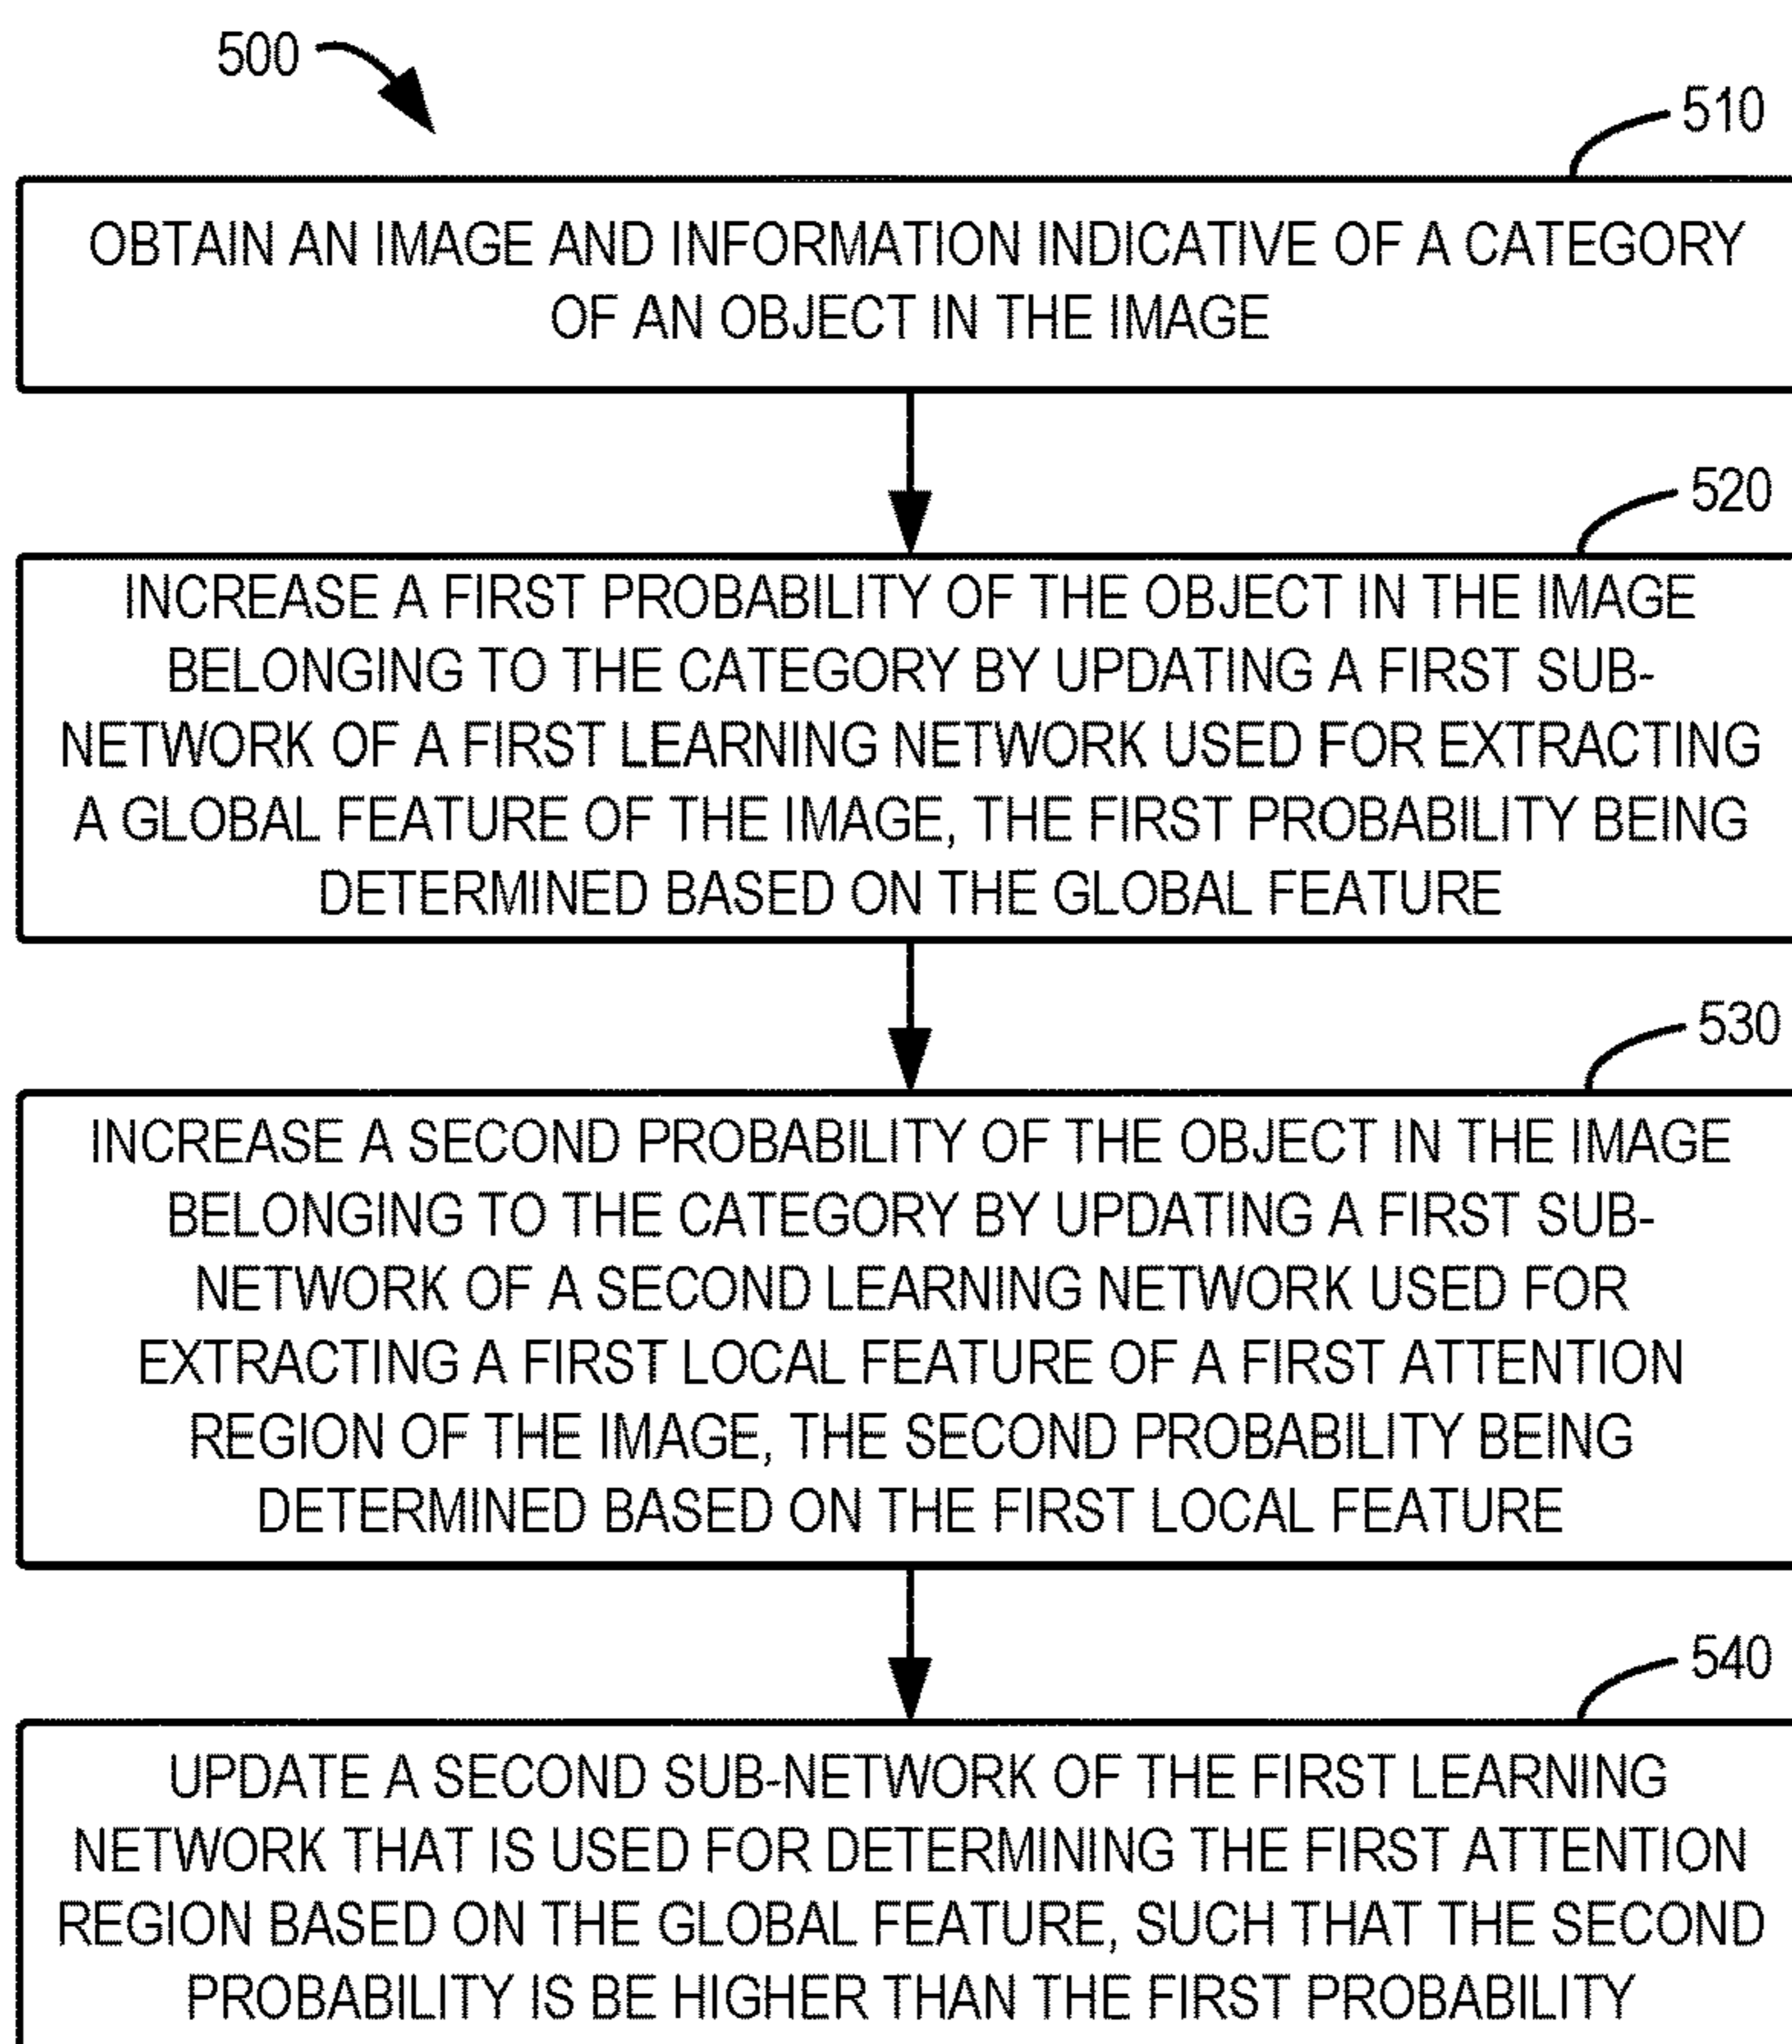 500
510
OBTAIN AN IMAGE AND INFORMATION INDICATIVE OF A CATEGORY
OF AN OBJECT IN THE IMAGE
520
INCREASE A FIRST PROBABILITY OF THE OBJECT IN THE IMAGE
BELONGING TO THE CATEGORY BY UPDATING A FIRST SUB-
NETWORK OF A FIRST LEARNING NETWORK USED FOR EXTRACTING
A GLOBAL FEATURE OF THE IMAGE, THE FIRST PROBABILITY BEING
DETERMINED BASED ON THE GLOBAL FEATURE
530
INCREASE A SECOND PROBABILITY OF THE OBJECT IN THE IMAGE
BELONGING TO THE CATEGORY BY UPDATING A FIRST SUB-
NETWORK OF A SECOND LEARNING NETWORK USED FOR
EXTRACTING A FIRST LOCAL FEATURE OF A FIRST ATTENTION
REGION OF THE IMAGE, THE SECOND PROBABILITY BEING
DETERMINED BASED ON THE FIRST LOCAL FEATURE
540
UPDATE A SECOND SUB-NETWORK OF THE FIRST LEARNING
NETWORK THAT IS USED FOR DETERMINING THE FIRST ATTENTION
REGION BASED ON THE GLOBAL FEATURE, SUCH THAT THE SECOND
PROBABILITY IS BE HIGHER THAN THE FIRST PROBABILITY